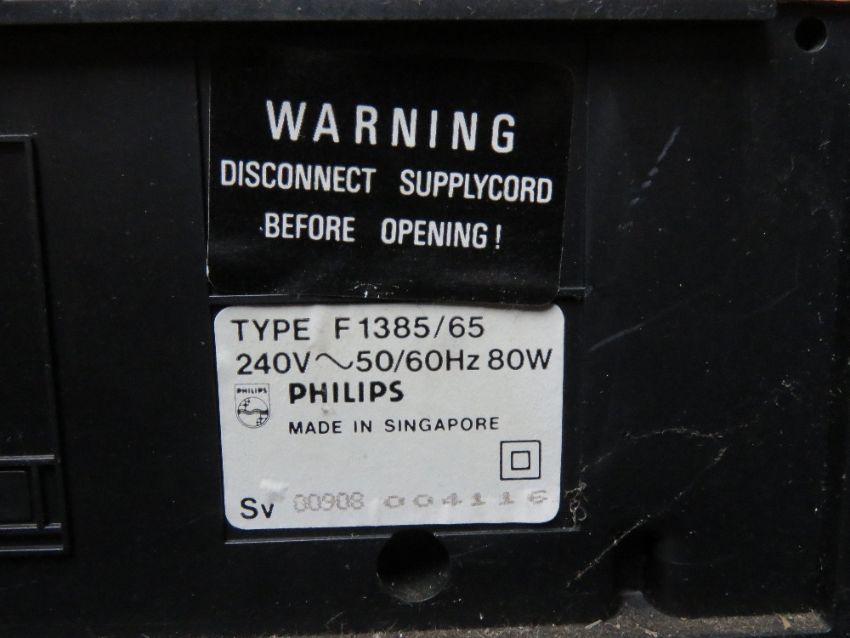 WARNING
DISCONNECT SUPPLYCORD
BEFORE OPENING!
TYPE F1385/65
240V~50/60Hz 80W
PHILIPS
PHILIPS
MADE IN SINGAPORE
Sv 00908 004116